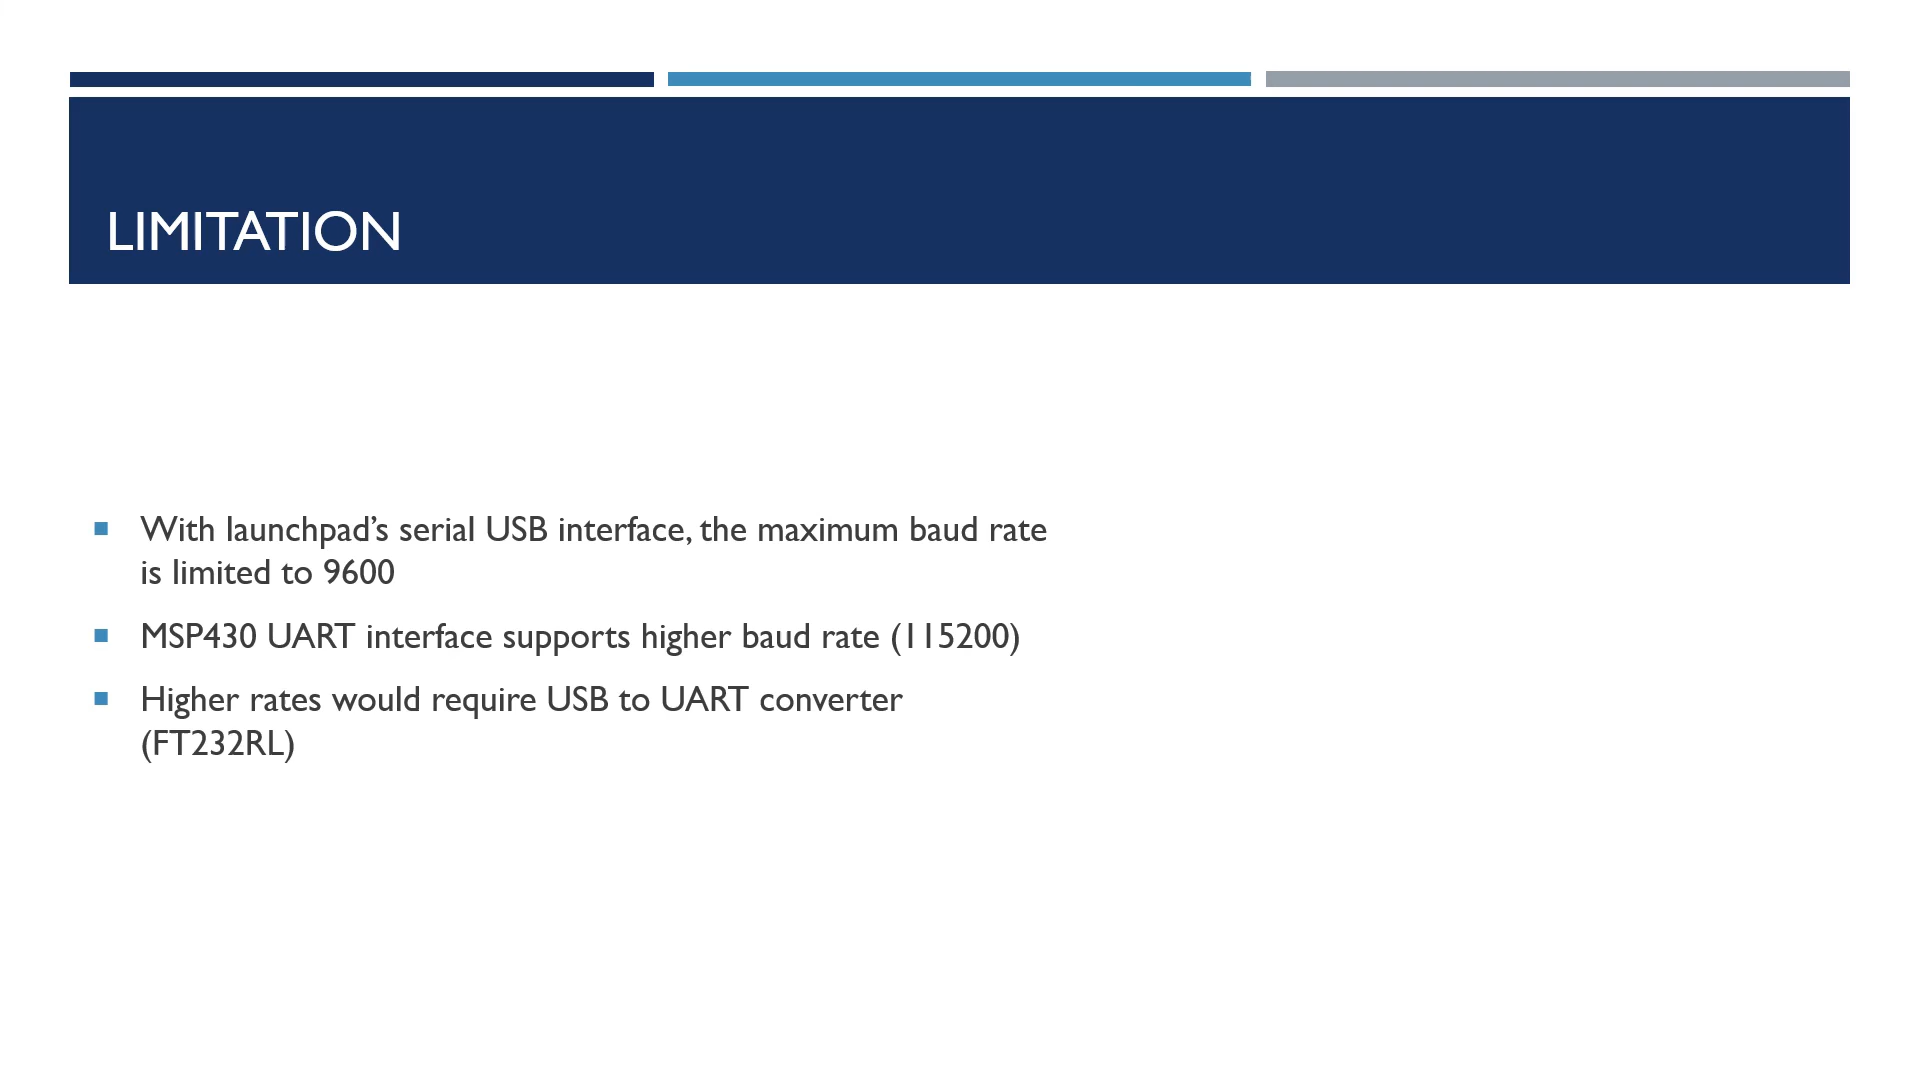 LIMITATION
With launchpad’s serial USB interface, the maximum baud rate
is limited to 9600
MSP430 UART interface supports higher baud rate (115200)
Higher rates would require USB to UART converter
(FT232RL)